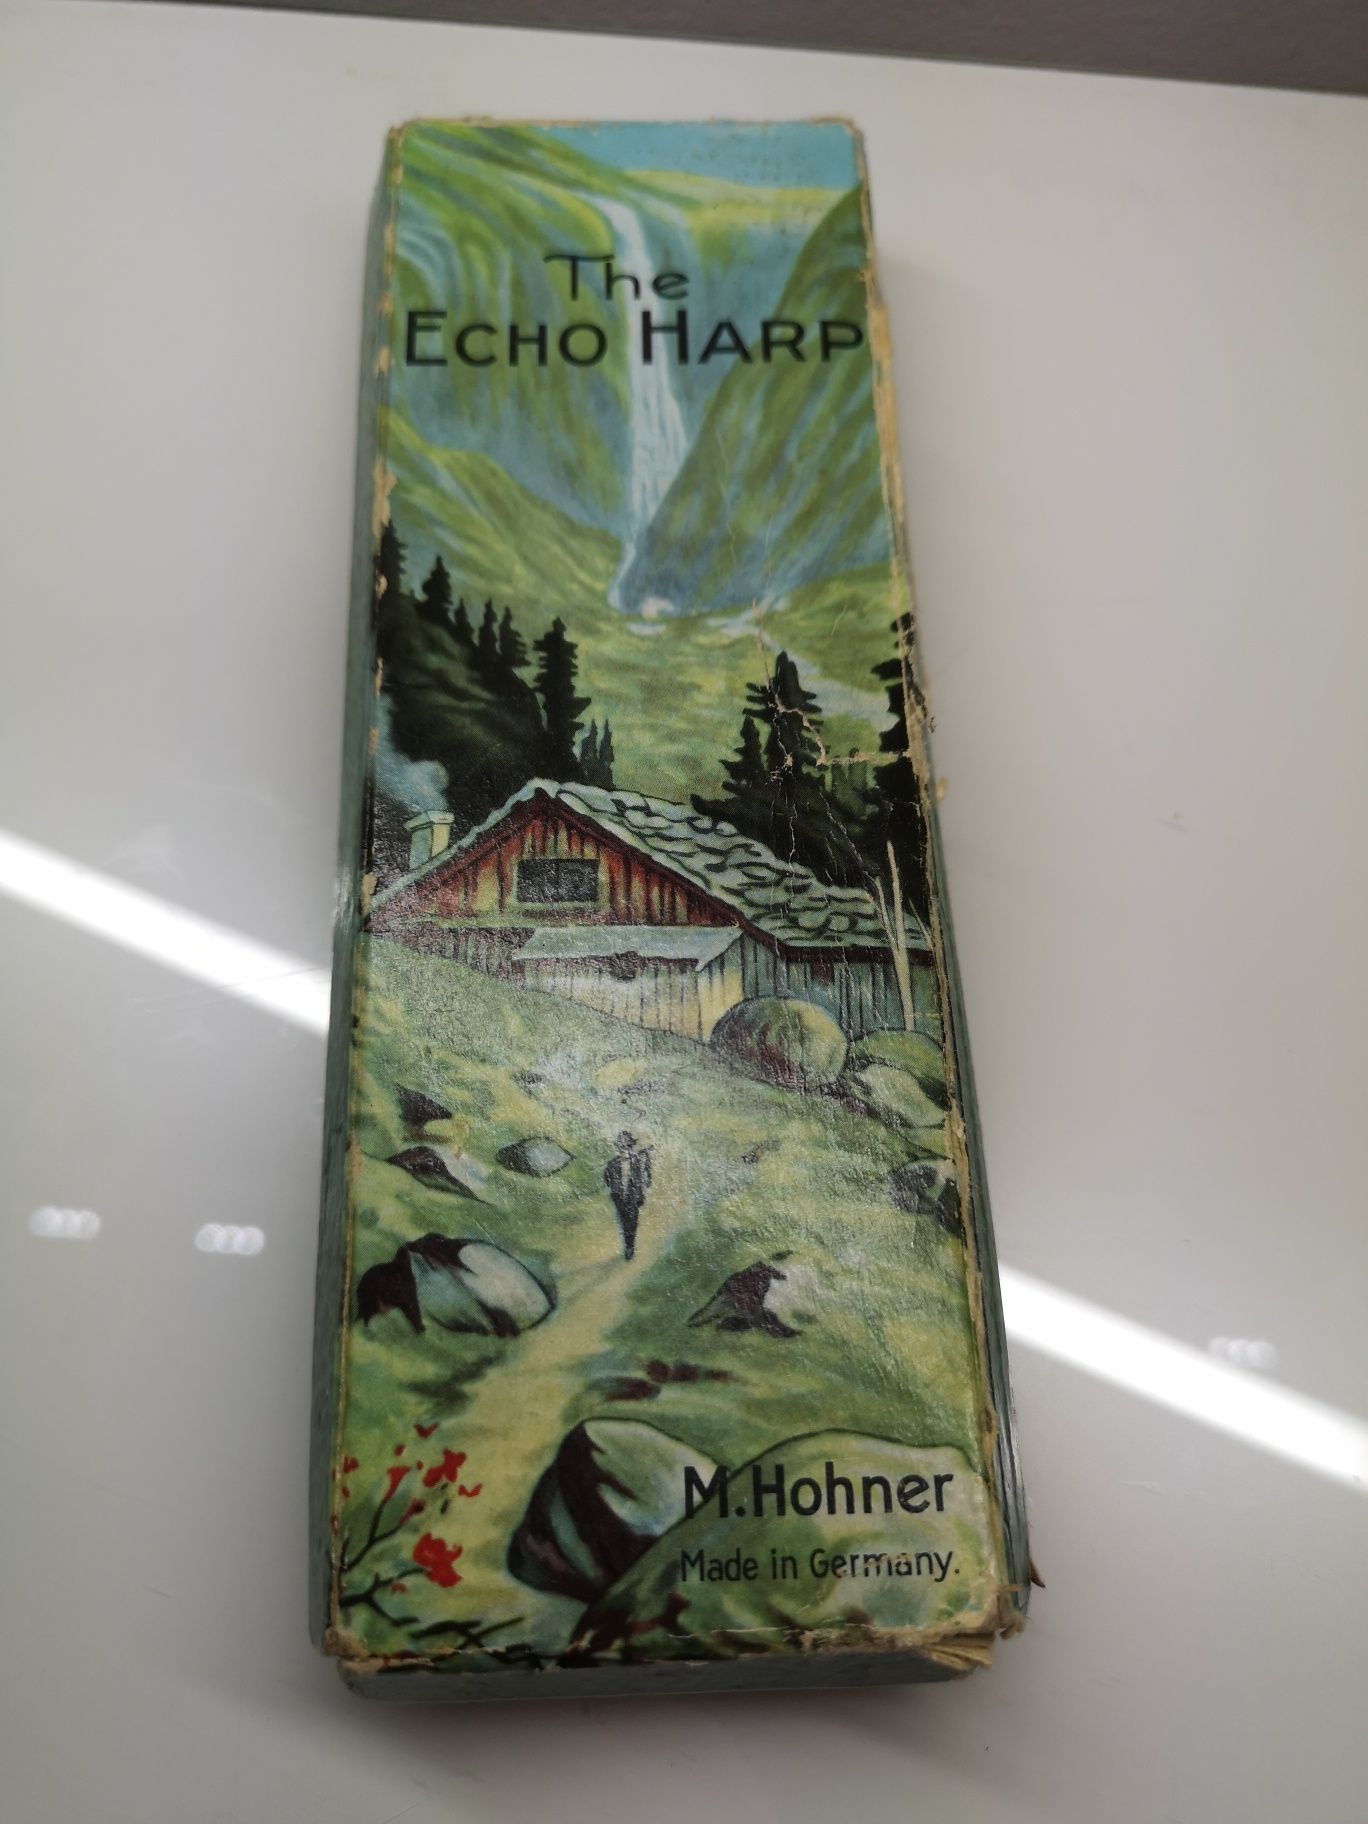 The
ECHO HARP
M. Hohner
Made in Germany.